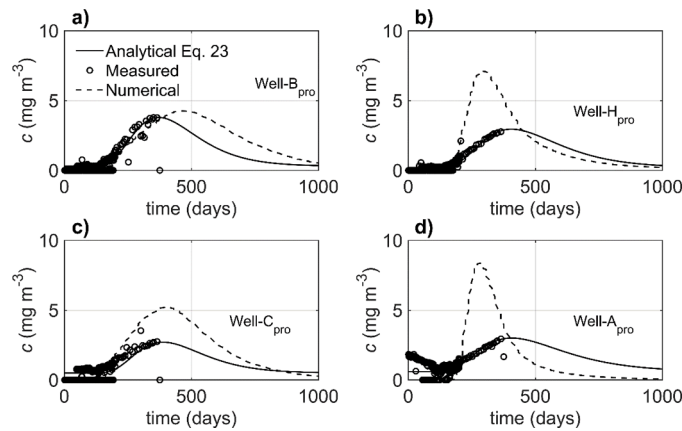 a)
10
5
0
c (mg m⁻³)
Analytical Eq. 23
Measured
Numerical
Well-Bpro
0 500 1000
time (days)
b)
10
5
0
c (mg m⁻³)
Well-Hpro
0 500 1000
time (days)
c)
10
5
0
c (mg m⁻³)
Well-Cpro
0 500 1000
time (days)
d)
10
5
0
c (mg m⁻³)
Well-Apro
0 500 1000
time (days)